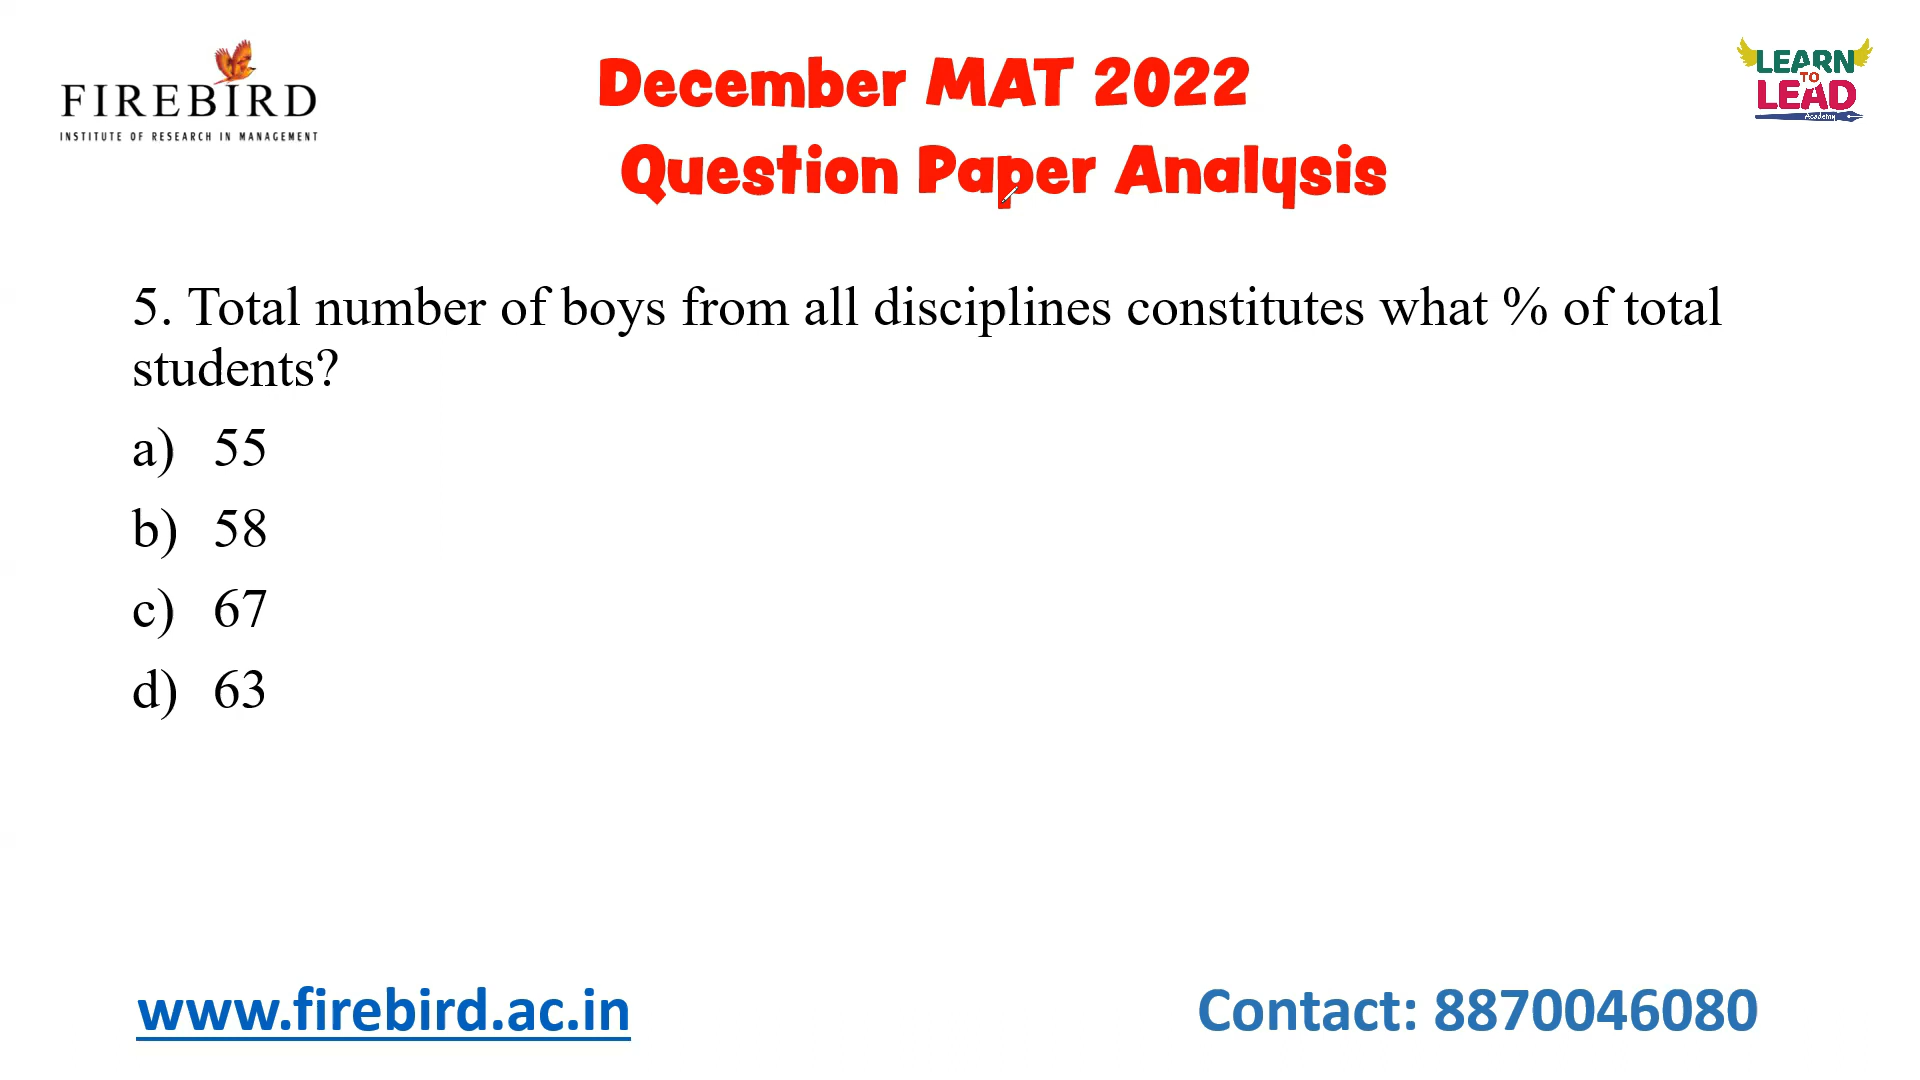 FIREBIRD
INSTITUTE OF RESEARCH IN MANAGEMENT
December MAT 2022
Question Paper Analysis
LEARN
TO
LEAD
Academy
5. Total number of boys from all disciplines constitutes what % of total
students?
a) 55
b) 58
c) 67
d) 63
www.firebird.ac.in
Contact: 8870046080